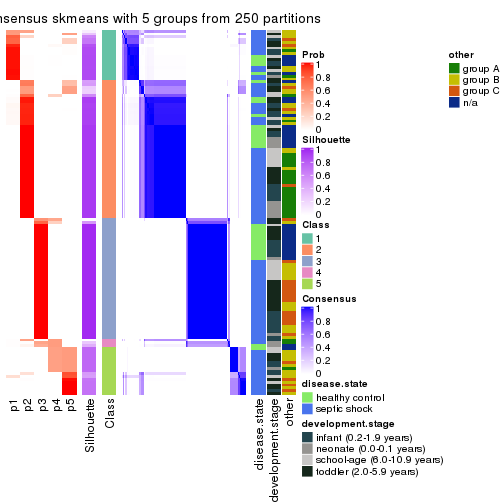 nsensus skmeans with 5 groups from 250 partitions
p1
p2
p3
p4
p5
Silhouette
Class
disease.state
development.stage
other
Prob
1
0.8
0.6
0.4
0.2
0
Silhouette
1
0.8
0.6
0.4
0.2
0
Class
1
2
3
4
5
Consensus
1
0.8
0.6
0.4
0.2
0
disease.state
healthy control
septic shock
development.stage
infant (0.2-1.9 years)
neonate (0.0-0.1 years)
school-age (6.0-10.9 years)
toddler (2.0-5.9 years)
other
group A
group B
group C
n/a